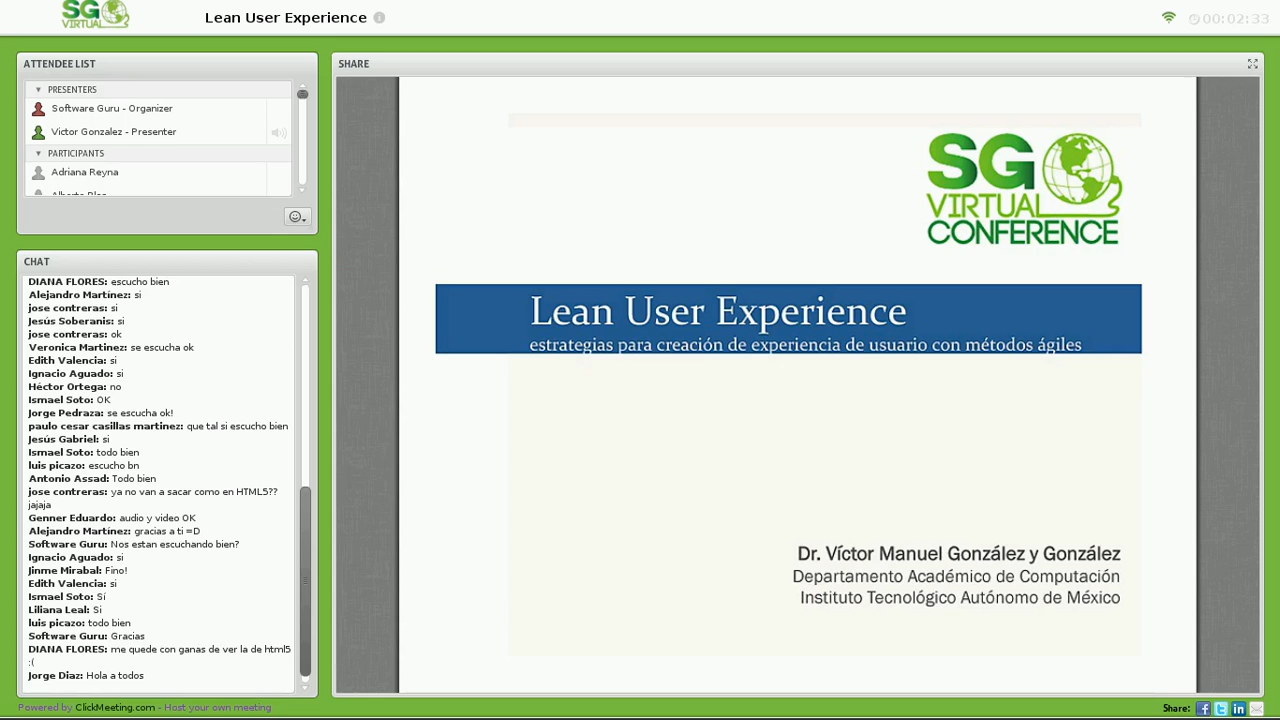 SG
VIRTUAL
Lean User Experience
00:02:33
ATTENDEE LIST
PRESENTERS
Software Guru - Organizer
Victor Gonzalez - Presenter
PARTICIPANTS
Adriana Reyna
CHAT
DIANA FLORES: escucho bien
Alejandro Martínez: si
jose contreras: si
Jesús Soberanis: si
jose contreras: ok
Veronica Martinez: se escucha ok
Edith Valencia: si
Ignacio Aguado: si
Héctor Ortega: no
Ismael Soto: OK
Jorge Pedraza: se escucha ok!
paulo cesar casillas martinez: que tal si escucho bien
Jesús Gabriel: si
Ismael Soto: todo bien
luis picazo: escucho bn
Antonio Assad: Todo bien
jose contreras: ya no van a sacar como en HTML5??
jajaja
Genner Eduardo: audio y video OK
Alejandro Martínez: gracias a ti =D
Software Guru: Nos estan escuchando bien?
Ignacio Aguado: si
Jinme Mirabal: Fino!
Edith Valencia: si
Ismael Soto: Sí
Liliana Leal: Si
luis picazo: todo bien
Software Guru: Gracias
DIANA FLORES: me quede con ganas de ver la de html5
:(
Jorge Diaz: Hola a todos
SHARE
SG
VIRTUAL
CONFERENCE
Lean User Experience
estrategias para creación de experiencia de usuario con métodos ágiles
Dr. Víctor Manuel González y González
Departamento Académico de Computación
Instituto Tecnológico Autónomo de México
Powered by ClickMeeting.com - Host your own meeting
Share: